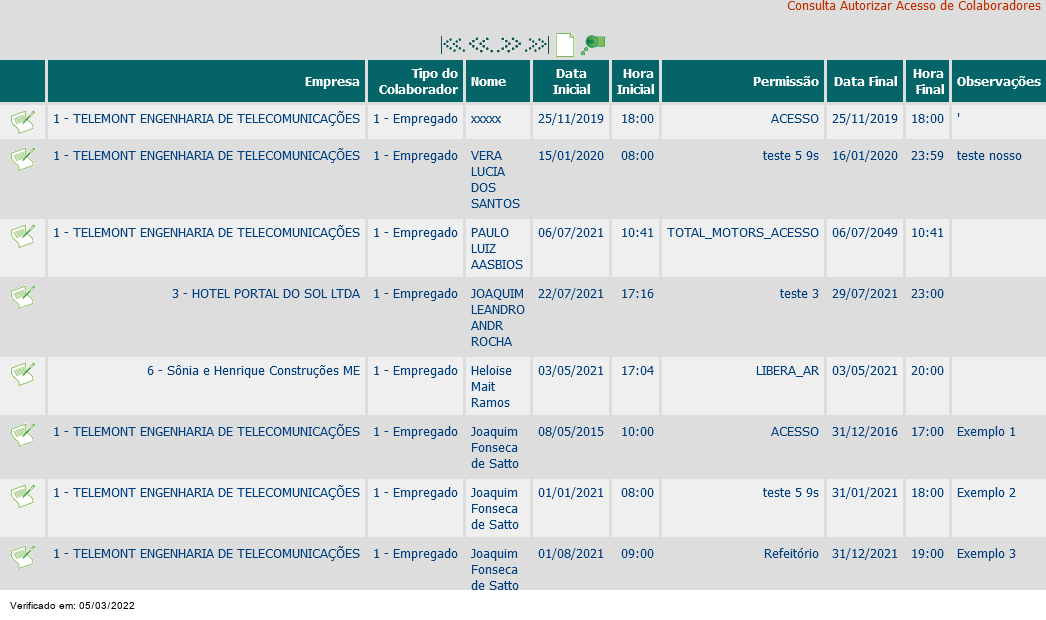 Consulta Autorizar Acesso de Colaboradores
Empresa Tipo do Colaborador Nome Data Inicial Hora Inicial Permissão Data Final Hora Final Observações
1 - TELEMONT ENGENHARIA DE TELECOMUNICAÇÕES 1 - Empregado xxxxx 25/11/2019 18:00 ACESSO 25/11/2019 18:00 '
1 - TELEMONT ENGENHARIA DE TELECOMUNICAÇÕES 1 - Empregado VERA LUCIA DOS SANTOS 15/01/2020 08:00 teste 5 9s 16/01/2020 23:59 teste nosso
1 - TELEMONT ENGENHARIA DE TELECOMUNICAÇÕES 1 - Empregado PAULO LUIZ AASBIOS 06/07/2021 10:41 TOTAL_MOTORS_ACESSO 06/07/2049 10:41
3 - HOTEL PORTAL DO SOL LTDA 1 - Empregado JOAQUIM LEANDRO ANDR ROCHA 22/07/2021 17:16 teste 3 29/07/2021 23:00
6 - Sônia e Henrique Construções ME 1 - Empregado Heloise Mait Ramos 03/05/2021 17:04 LIBERA_AR 03/05/2021 20:00
1 - TELEMONT ENGENHARIA DE TELECOMUNICAÇÕES 1 - Empregado Joaquim Fonseca de Satto 08/05/2015 10:00 ACESSO 31/12/2016 17:00 Exemplo 1
1 - TELEMONT ENGENHARIA DE TELECOMUNICAÇÕES 1 - Empregado Joaquim Fonseca de Satto 01/01/2021 08:00 teste 5 9s 31/01/2021 18:00 Exemplo 2
1 - TELEMONT ENGENHARIA DE TELECOMUNICAÇÕES 1 - Empregado Joaquim Fonseca de Satto 01/08/2021 09:00 Refeitório 31/12/2021 19:00 Exemplo 3
Verificado em: 05/03/2022